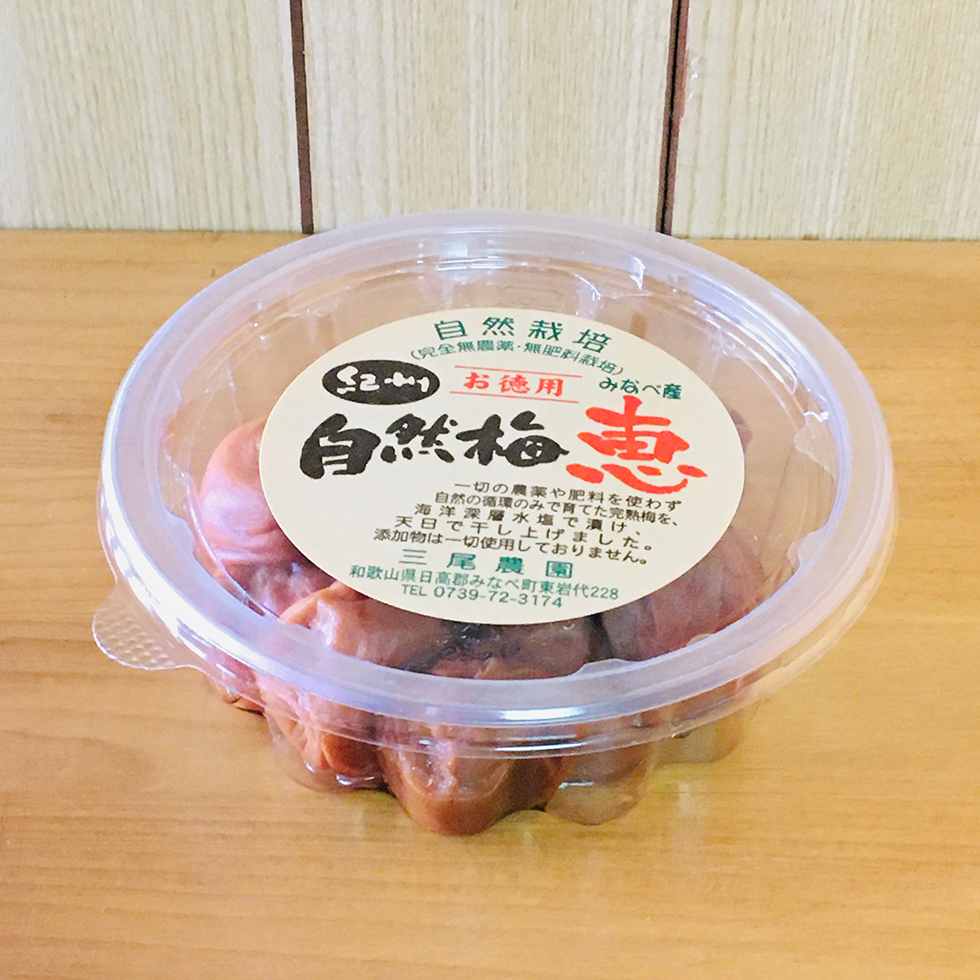 自然栽培
(完全無農薬・無肥料栽培)
紀州 お徳用 みなべ産
自然梅 恵
一切の農薬や肥料を使わず
自然の循環のみで育てた完熟梅を、
海洋深層水塩で漬け、
天日で干し上げました。
添加物は一切使用しておりません。
三尾農園
和歌山県日高郡みなべ町東岩代228
TEL 0739-72-3174